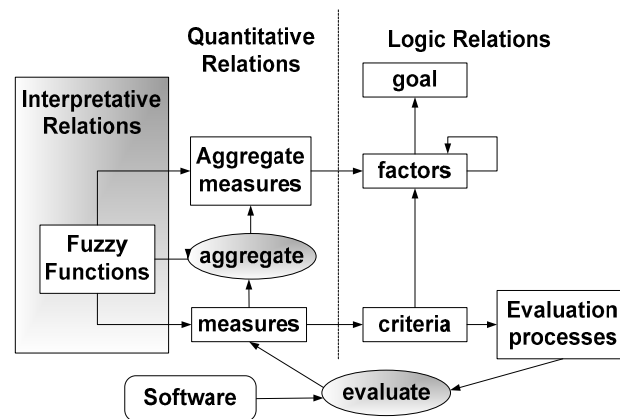 Quantitative
Relations
Logic Relations
Interpretative
Relations
goal
Aggregate
measures
factors
Fuzzy
Functions
aggregate
measures
criteria
Evaluation
processes
Software
evaluate